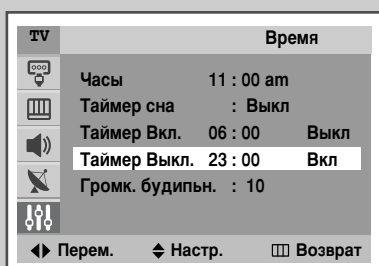 TV Время
Часы 11 : 00 am
Таймер сна : Выкл
Таймер Вкл. 06 : 00 Выкл
Таймер Выкл. 23 : 00 Вкл
Громк. будипьн. : 10
Перем. Настр. Возврат